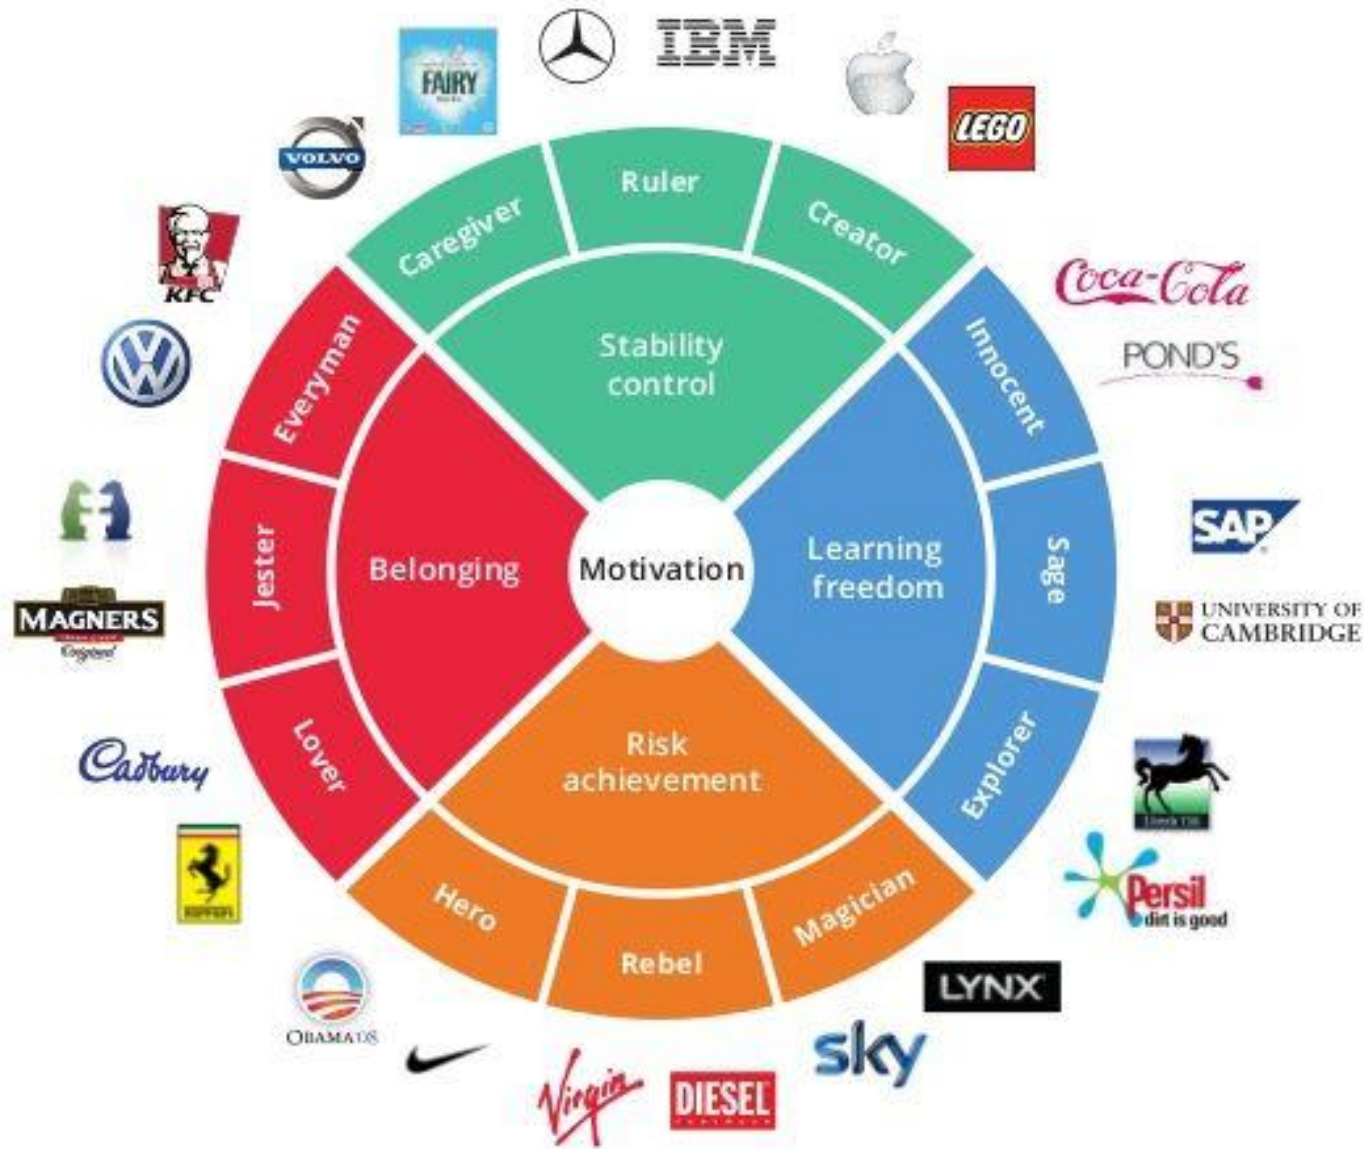 IBM
FAIRY
LEGO
VOLVO
Ruler
Caregiver
Creator
KFC
Coca-Cola
Stability
control
Innocent
POND'S
Everyman
SAP
Jester
Belonging
Motivation
Learning
freedom
Sage
MAGNERS
Original
UNIVERSITY OF
CAMBRIDGE
Lover
Risk
achievement
Explorer
Cadbury
Persil
dirt is good
Hero
Rebel
Magician
Ferrari
LYNX
OBAMA'08
sky
Virgin
DIESEL